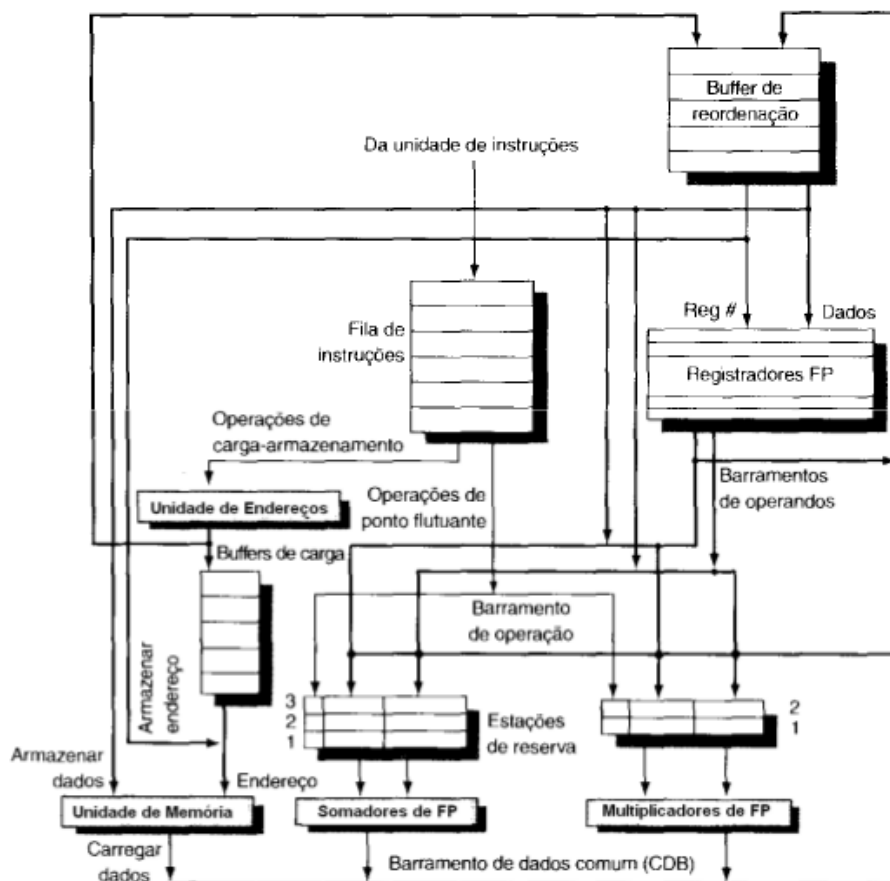 Buffer de
reordenação
Da unidade de instruções
Reg #
Dados
Fila de
instruções
Registradores FP
Operações de
carga-armazenamento
Barramentos
de operandos
Operações de
ponto flutuante
Unidade de Endereços
Buffers de carga
Barramento
de operação
Armazenar
endereço
3
2
1
Estações
de reserva
2
1
Armazenar
dados
Endereço
Unidade de Memória
Somadores de FP
Multiplicadores de FP
Carregar
dados
Barramento de dados comum (CDB)